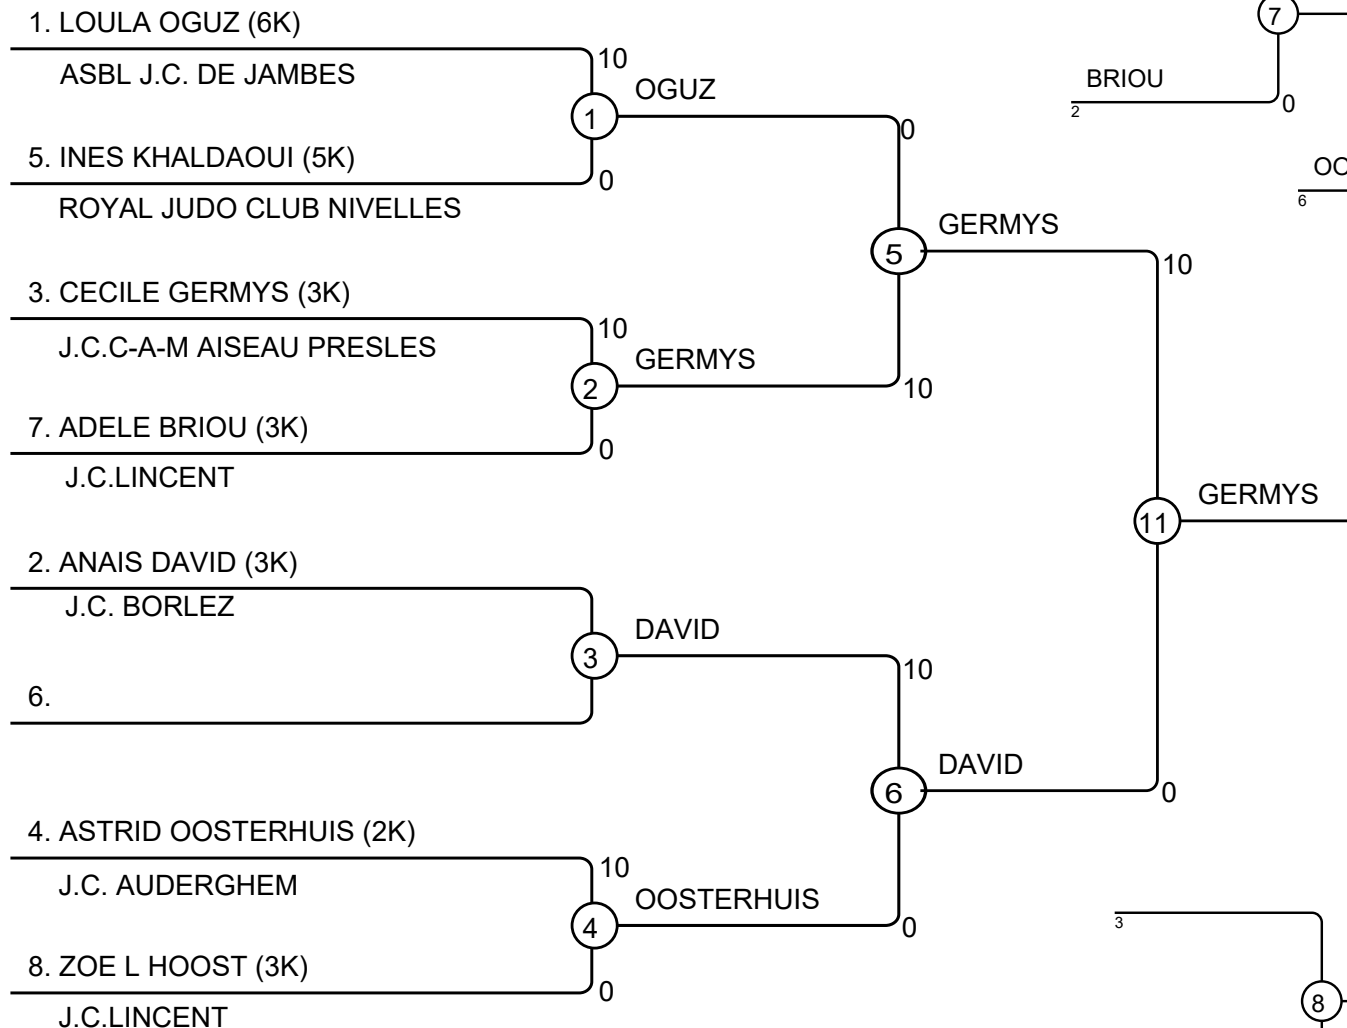 1. LOULA OGUZ (6K)
10
ASBL J.C. DE JAMBES
OGUZ
1
0
5. INES KHALDAOUI (5K)
0
ROYAL JUDO CLUB NIVELLES
GERMYS
5
10
3. CECILE GERMYS (3K)
10
J.C.C-A-M AISEAU PRESLES
GERMYS
2
10
7. ADELE BRIOU (3K)
0
J.C.LINCENT
GERMYS
11
2. ANAIS DAVID (3K)
J.C. BORLEZ
DAVID
3
10
6.
DAVID
6
0
4. ASTRID OOSTERHUIS (2K)
10
J.C. AUDERGHEM
OOSTERHUIS
4
0
8. ZOE L HOOST (3K)
0
J.C.LINCENT
7
BRIOU
2
0
6
3
8